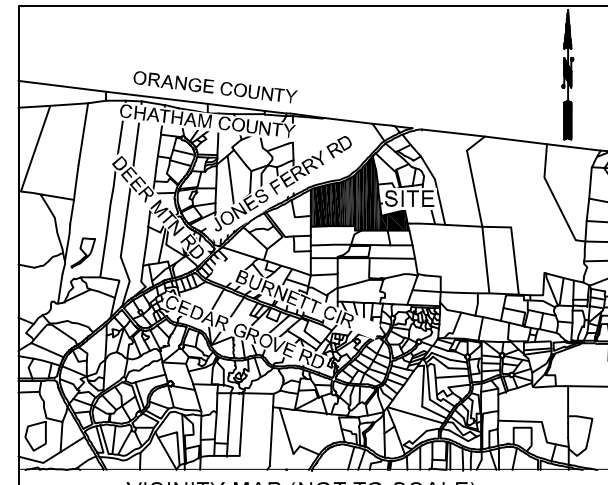 N
ORANGE COUNTY
CHATHAM COUNTY
DEER MTN RD
JONES FERRY RD
SITE
BURNETT CIR
CEDAR GROVE RD
VICINITY MAP (NOT TO SCALE)